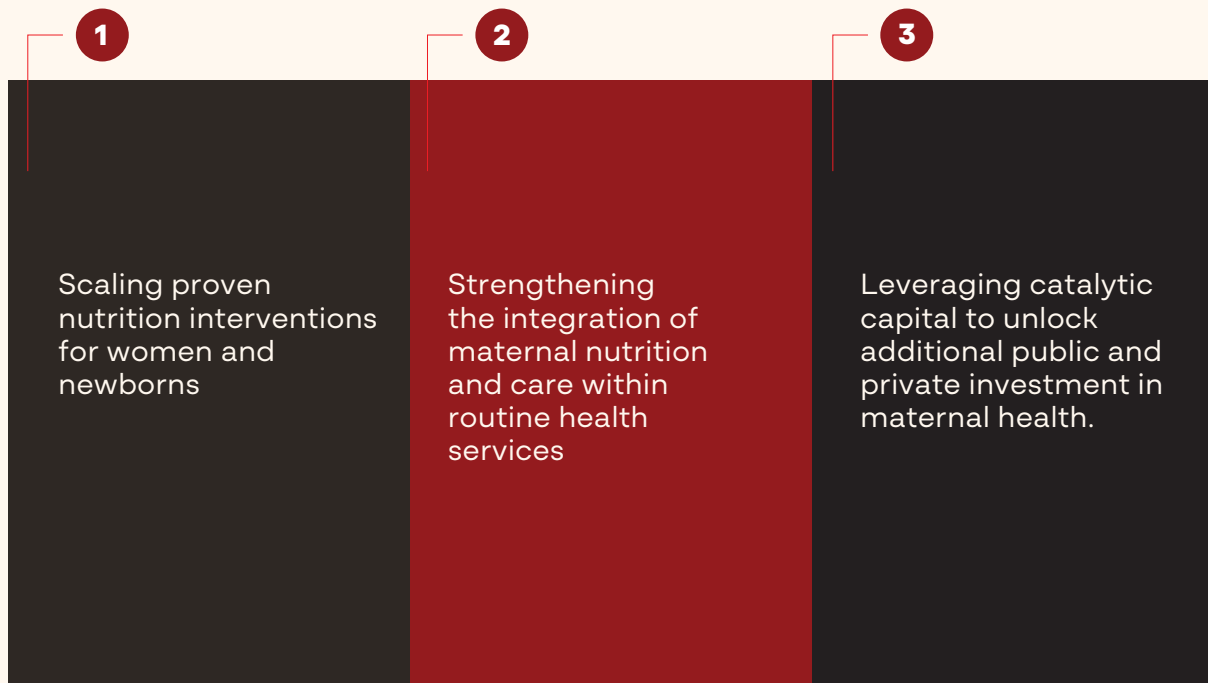 1
Scaling proven
nutrition interventions
for women and
newborns
2
Strengthening
the integration of
maternal nutrition
and care within
routine health
services
3
Leveraging catalytic
capital to unlock
additional public and
private investment in
maternal health.